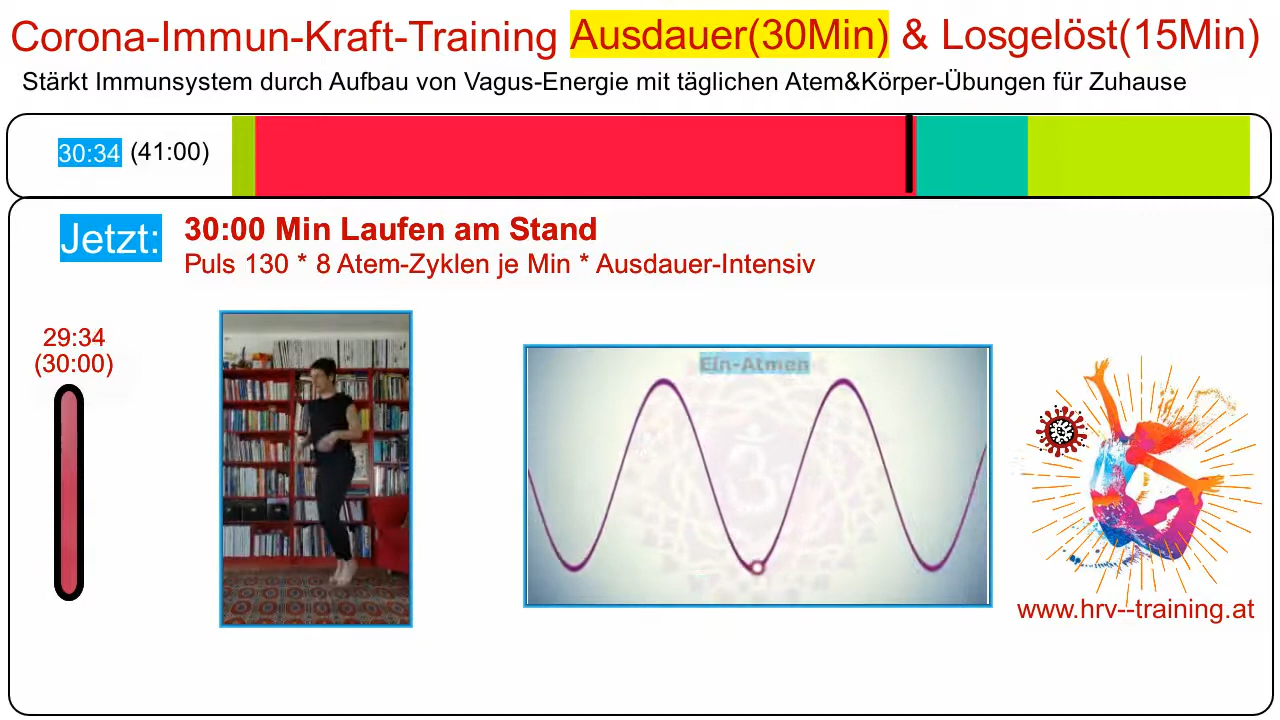 Corona-Immun-Kraft-Training Ausdauer(30Min) & Losgelöst(15Min)
Stärkt Immunsystem durch Aufbau von Vagus-Energie mit täglichen Atem&Körper-Übungen für Zuhause
30:34 (41:00)
Jetzt: 30:00 Min Laufen am Stand
Puls 130 * 8 Atem-Zyklen je Min * Ausdauer-Intensiv
29:34
(30:00)
Ein-Atmen
www.hrv--training.at